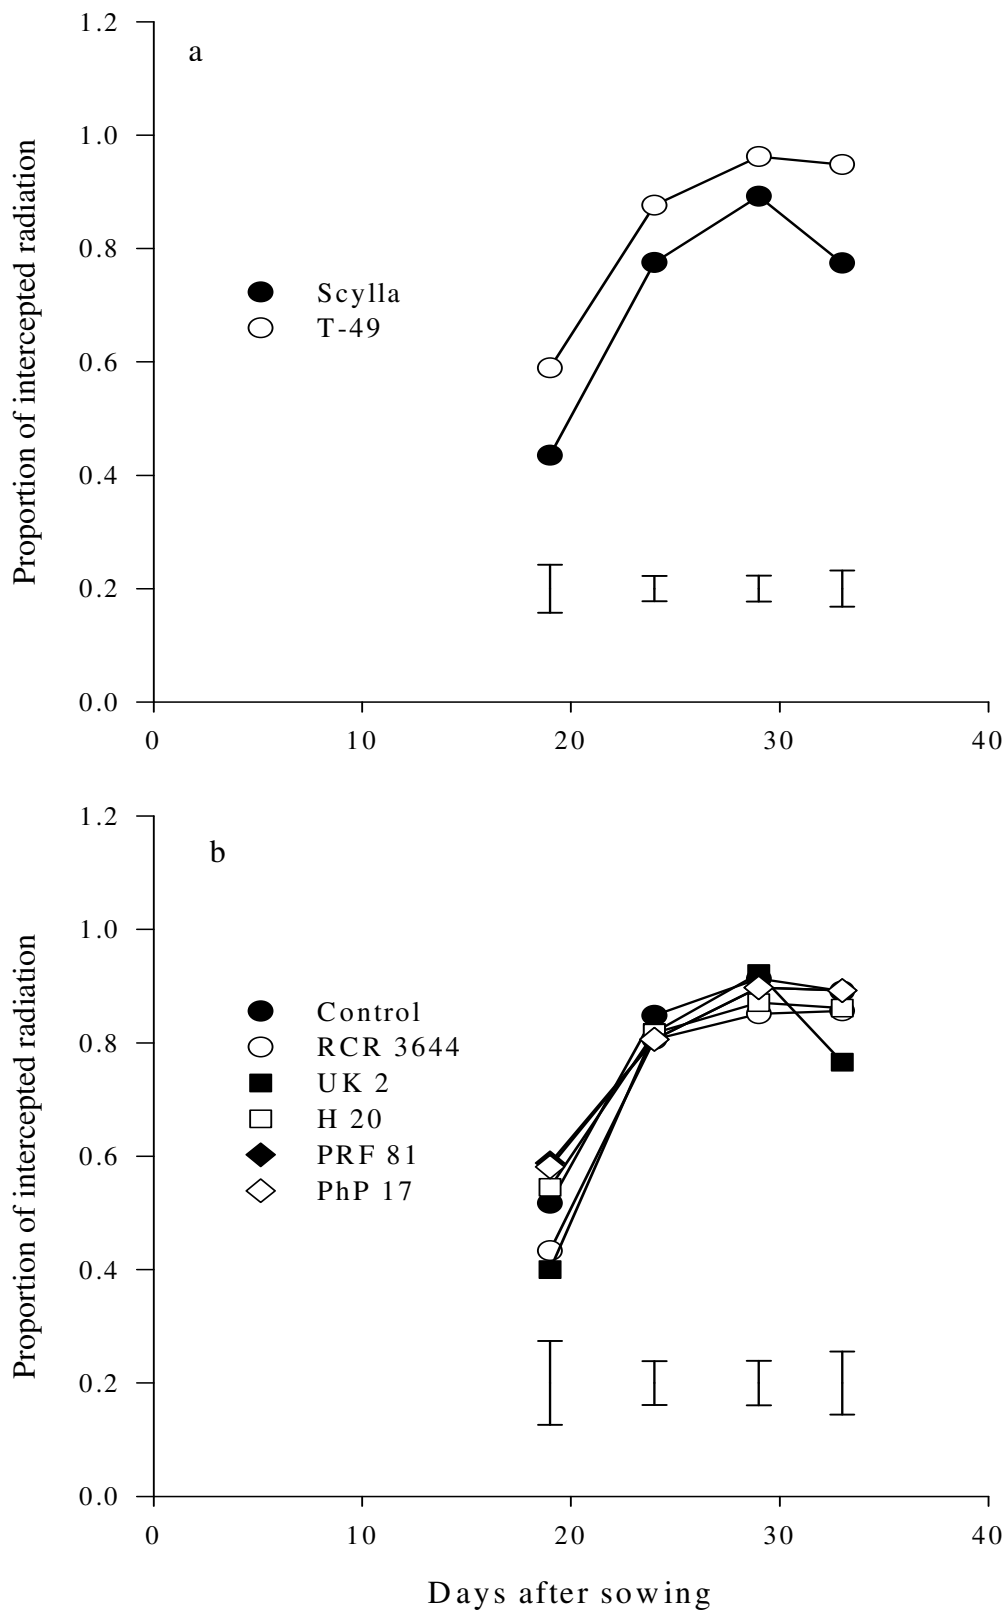 1.2
a
1.0
0.8
Scylla
T-49
0.6
0.4
0.2
0.0
0 10 20 30 40
Proportion of intercepted radiation
1.2
b
1.0
Control
0.8
RCR 3644
UK 2
H 20
0.6
PRF 81
PhP 17
0.4
0.2
0.0
0 10 20 30 40
Proportion of intercepted radiation
Days after sowing